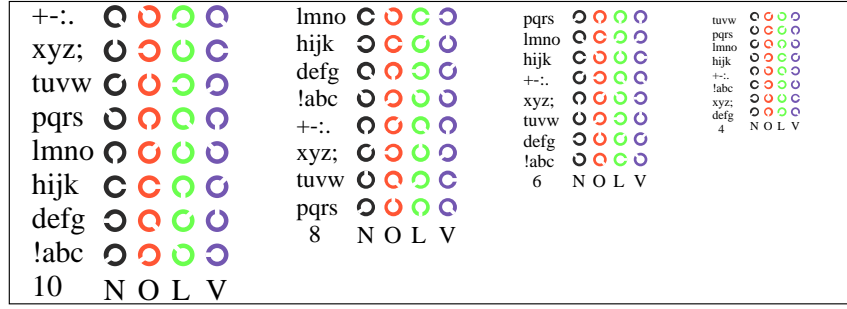 +-:.
xyz;
tuvw
pqrs
lmno
hijk
defg
!abc
10 N O L V
lmno
hijk
defg
!abc
+-:.
xyz;
tuvw
pqrs
8 N O L V
pqrs
lmno
hijk
+-:.
xyz;
tuvw
defg
!abc
6 N O L V
tuvw
pqrs
lmno
hijk
+-:.
!abc
xyz;
defg
4 N O L V